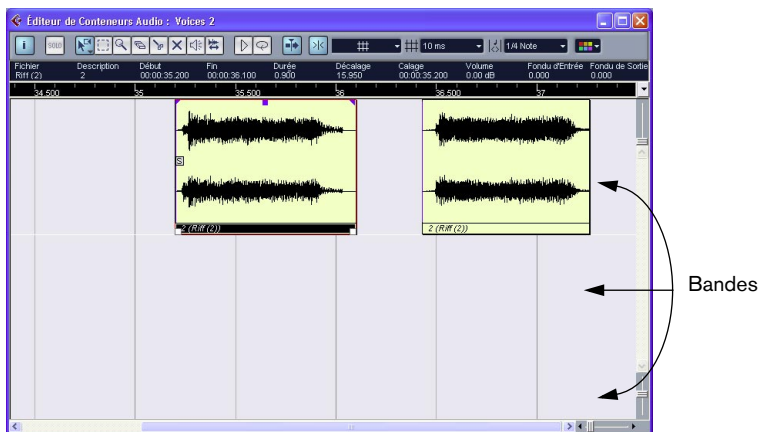 Éditeur de Conteneurs Audio : Voices 2
i SOLO 10 ms 1/4 Note
Fichier Description Début Fin Durée Décalage Calage Volume Fondu d'Entrée Fondu de Sortie
Riff (2) 2 00:00:35.200 00:00:36.100 0.900 15.950 00:00:35.200 0.00 dB 0.000 0.000
34.500 35 35.500 36 36.500 37
S
2 (Riff (2)) 2 (Riff (2))
Bandes